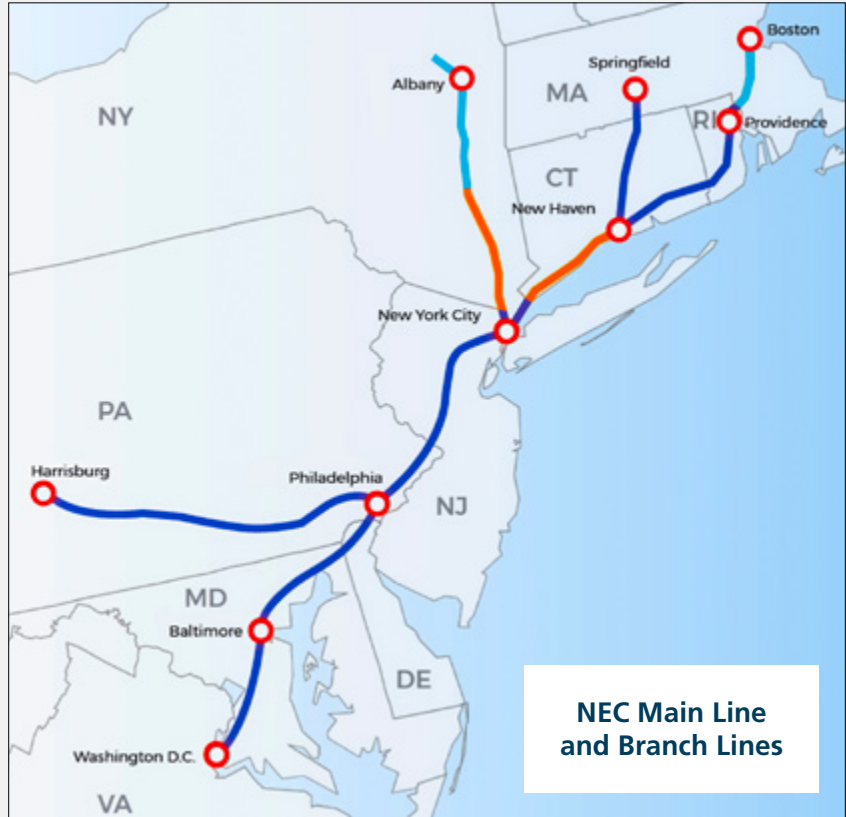 Boston
Springfield
Albany
MA
NY
RI
Providence
CT
New Haven
New York City
PA
Harrisburg
Philadelphia
NJ
MD
Baltimore
DE
NEC Main Line
and Branch Lines
Washington D.C.
VA